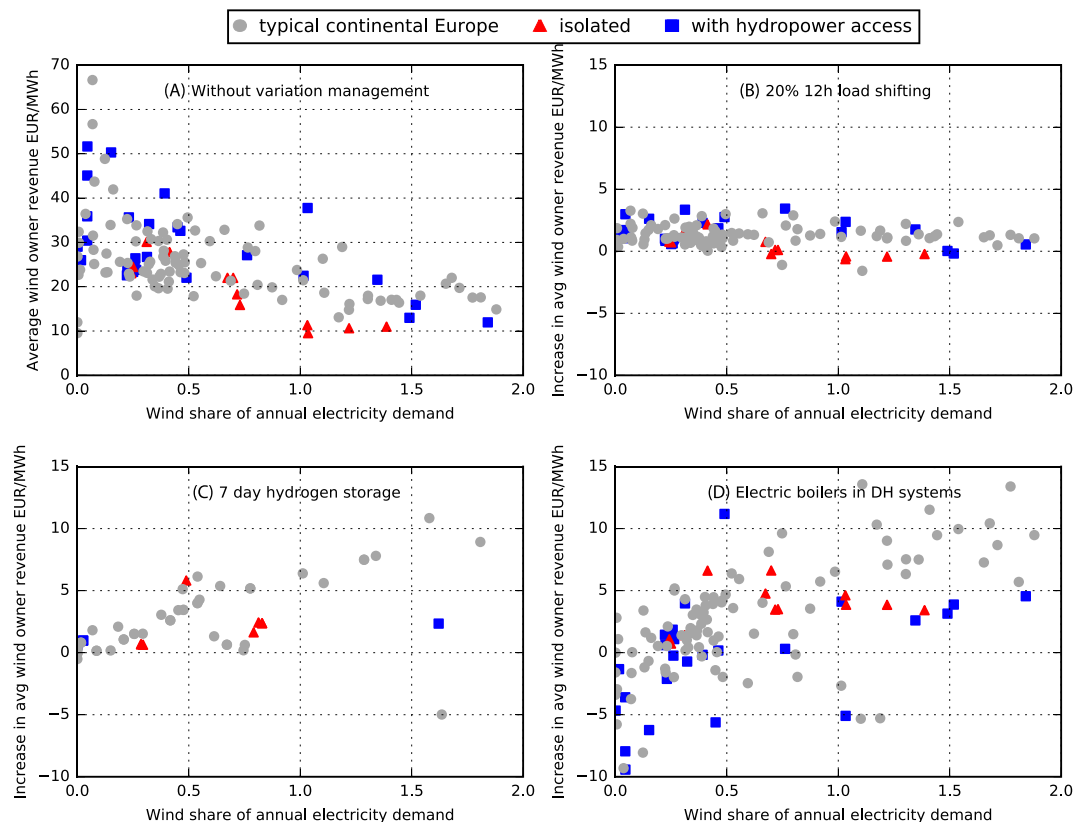 typical continental Europe isolated with hydropower access
(A) Without variation management
Average wind owner revenue EUR/MWh
70
60
50
40
30
20
10
0
0.0 0.5 1.0 1.5 2.0
Wind share of annual electricity demand
(B) 20% 12h load shifting
Increase in avg wind owner revenue EUR/MWh
15
10
5
0
−5
−10
0.0 0.5 1.0 1.5 2.0
Wind share of annual electricity demand
(C) 7 day hydrogen storage
Increase in avg wind owner revenue EUR/MWh
15
10
5
0
−5
−10
0.0 0.5 1.0 1.5 2.0
Wind share of annual electricity demand
(D) Electric boilers in DH systems
Increase in avg wind owner revenue EUR/MWh
15
10
5
0
−5
−10
0.0 0.5 1.0 1.5 2.0
Wind share of annual electricity demand